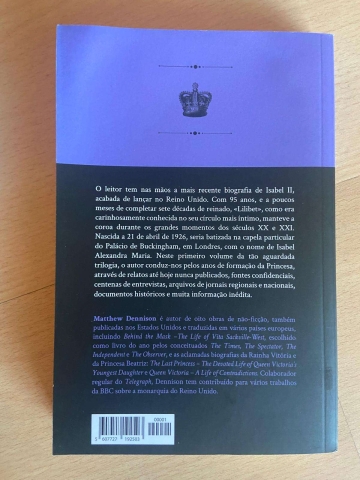 O leitor tem nas mãos a mais recente biografia de Isabel II,
acabada de lançar no Reino Unido. Com 95 anos, e a poucos
meses de completar sete décadas de reinado, «Lilibet», como era
carinhosamente conhecida no seu círculo mais íntimo, manteve a
coroa durante os grandes momentos dos séculos XX e XXI.
Nascida a 21 de abril de 1926, seria batizada na capela particular
do Palácio de Buckingham, em Londres, com o nome de Isabel
Alexandra Maria. Neste primeiro volume da tão aguardada
trilogia, o autor conduz-nos pelos anos de formação da Princesa,
através de relatos até hoje nunca publicados, fontes confidenciais,
centenas de entrevistas, arquivos de jornais regionais e nacionais,
documentos históricos e muita informação inédita.
Matthew Dennison é autor de oito obras de não-ficção, também
publicadas nos Estados Unidos e traduzidas em vários países europeus,
incluindo Behind the Mask –The Life of Vita Sackville-West, escolhido
como livro do ano pelos conceituados The Times, The Spectator, The
Independent e The Observer, e as aclamadas biografias da Rainha Vitória e
da Princesa Beatriz: The Last Princess – The Devoted Life of Queen Victoria's
Youngest Daughter e Queen Victoria – A Life of Contradictions. Colaborador
regular do Telegraph, Dennison tem contribuído para vários trabalhos
da BBC sobre a monarquia do Reino Unido.
00001